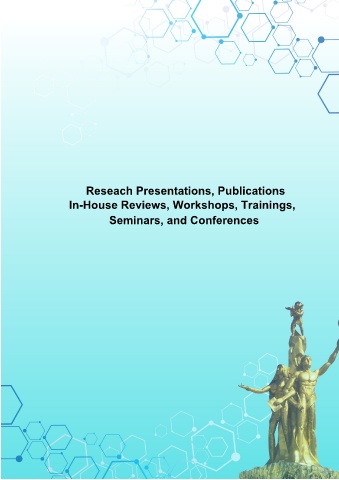 Reseach Presentations, Publications
In-House Reviews, Workshops, Trainings,
Seminars, and Conferences